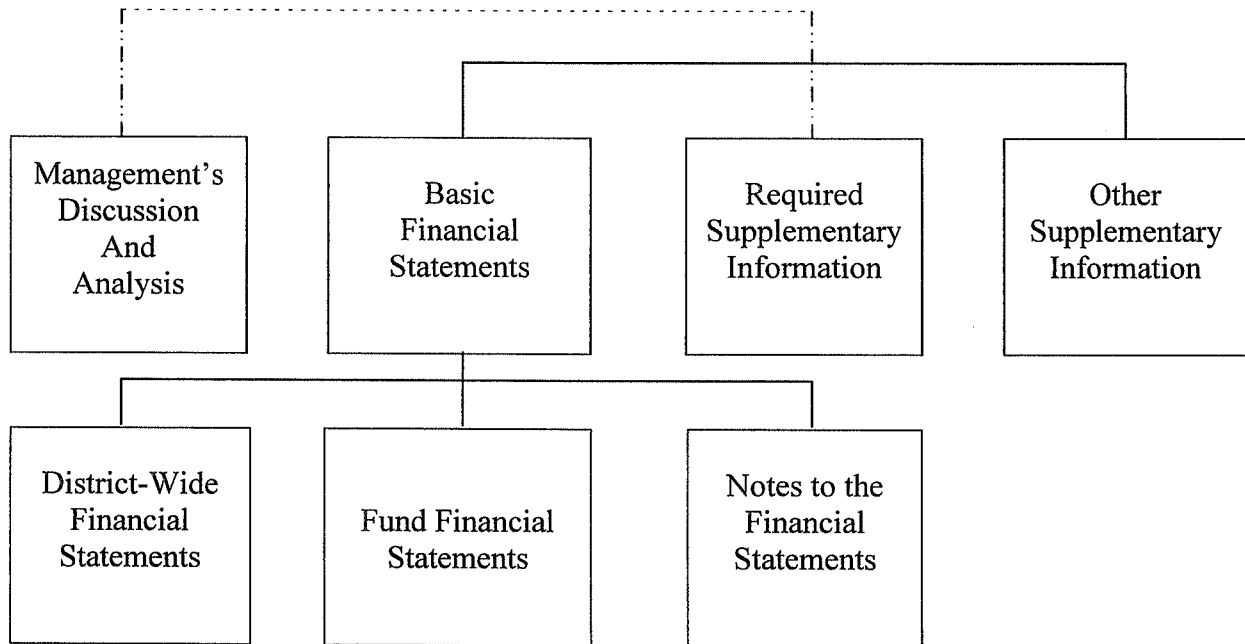 Management’s
Discussion
And
Analysis
Basic
Financial
Statements
Required
Supplementary
Information
Other
Supplementary
Information
District-Wide
Financial
Statements
Fund Financial
Statements
Notes to the
Financial
Statements